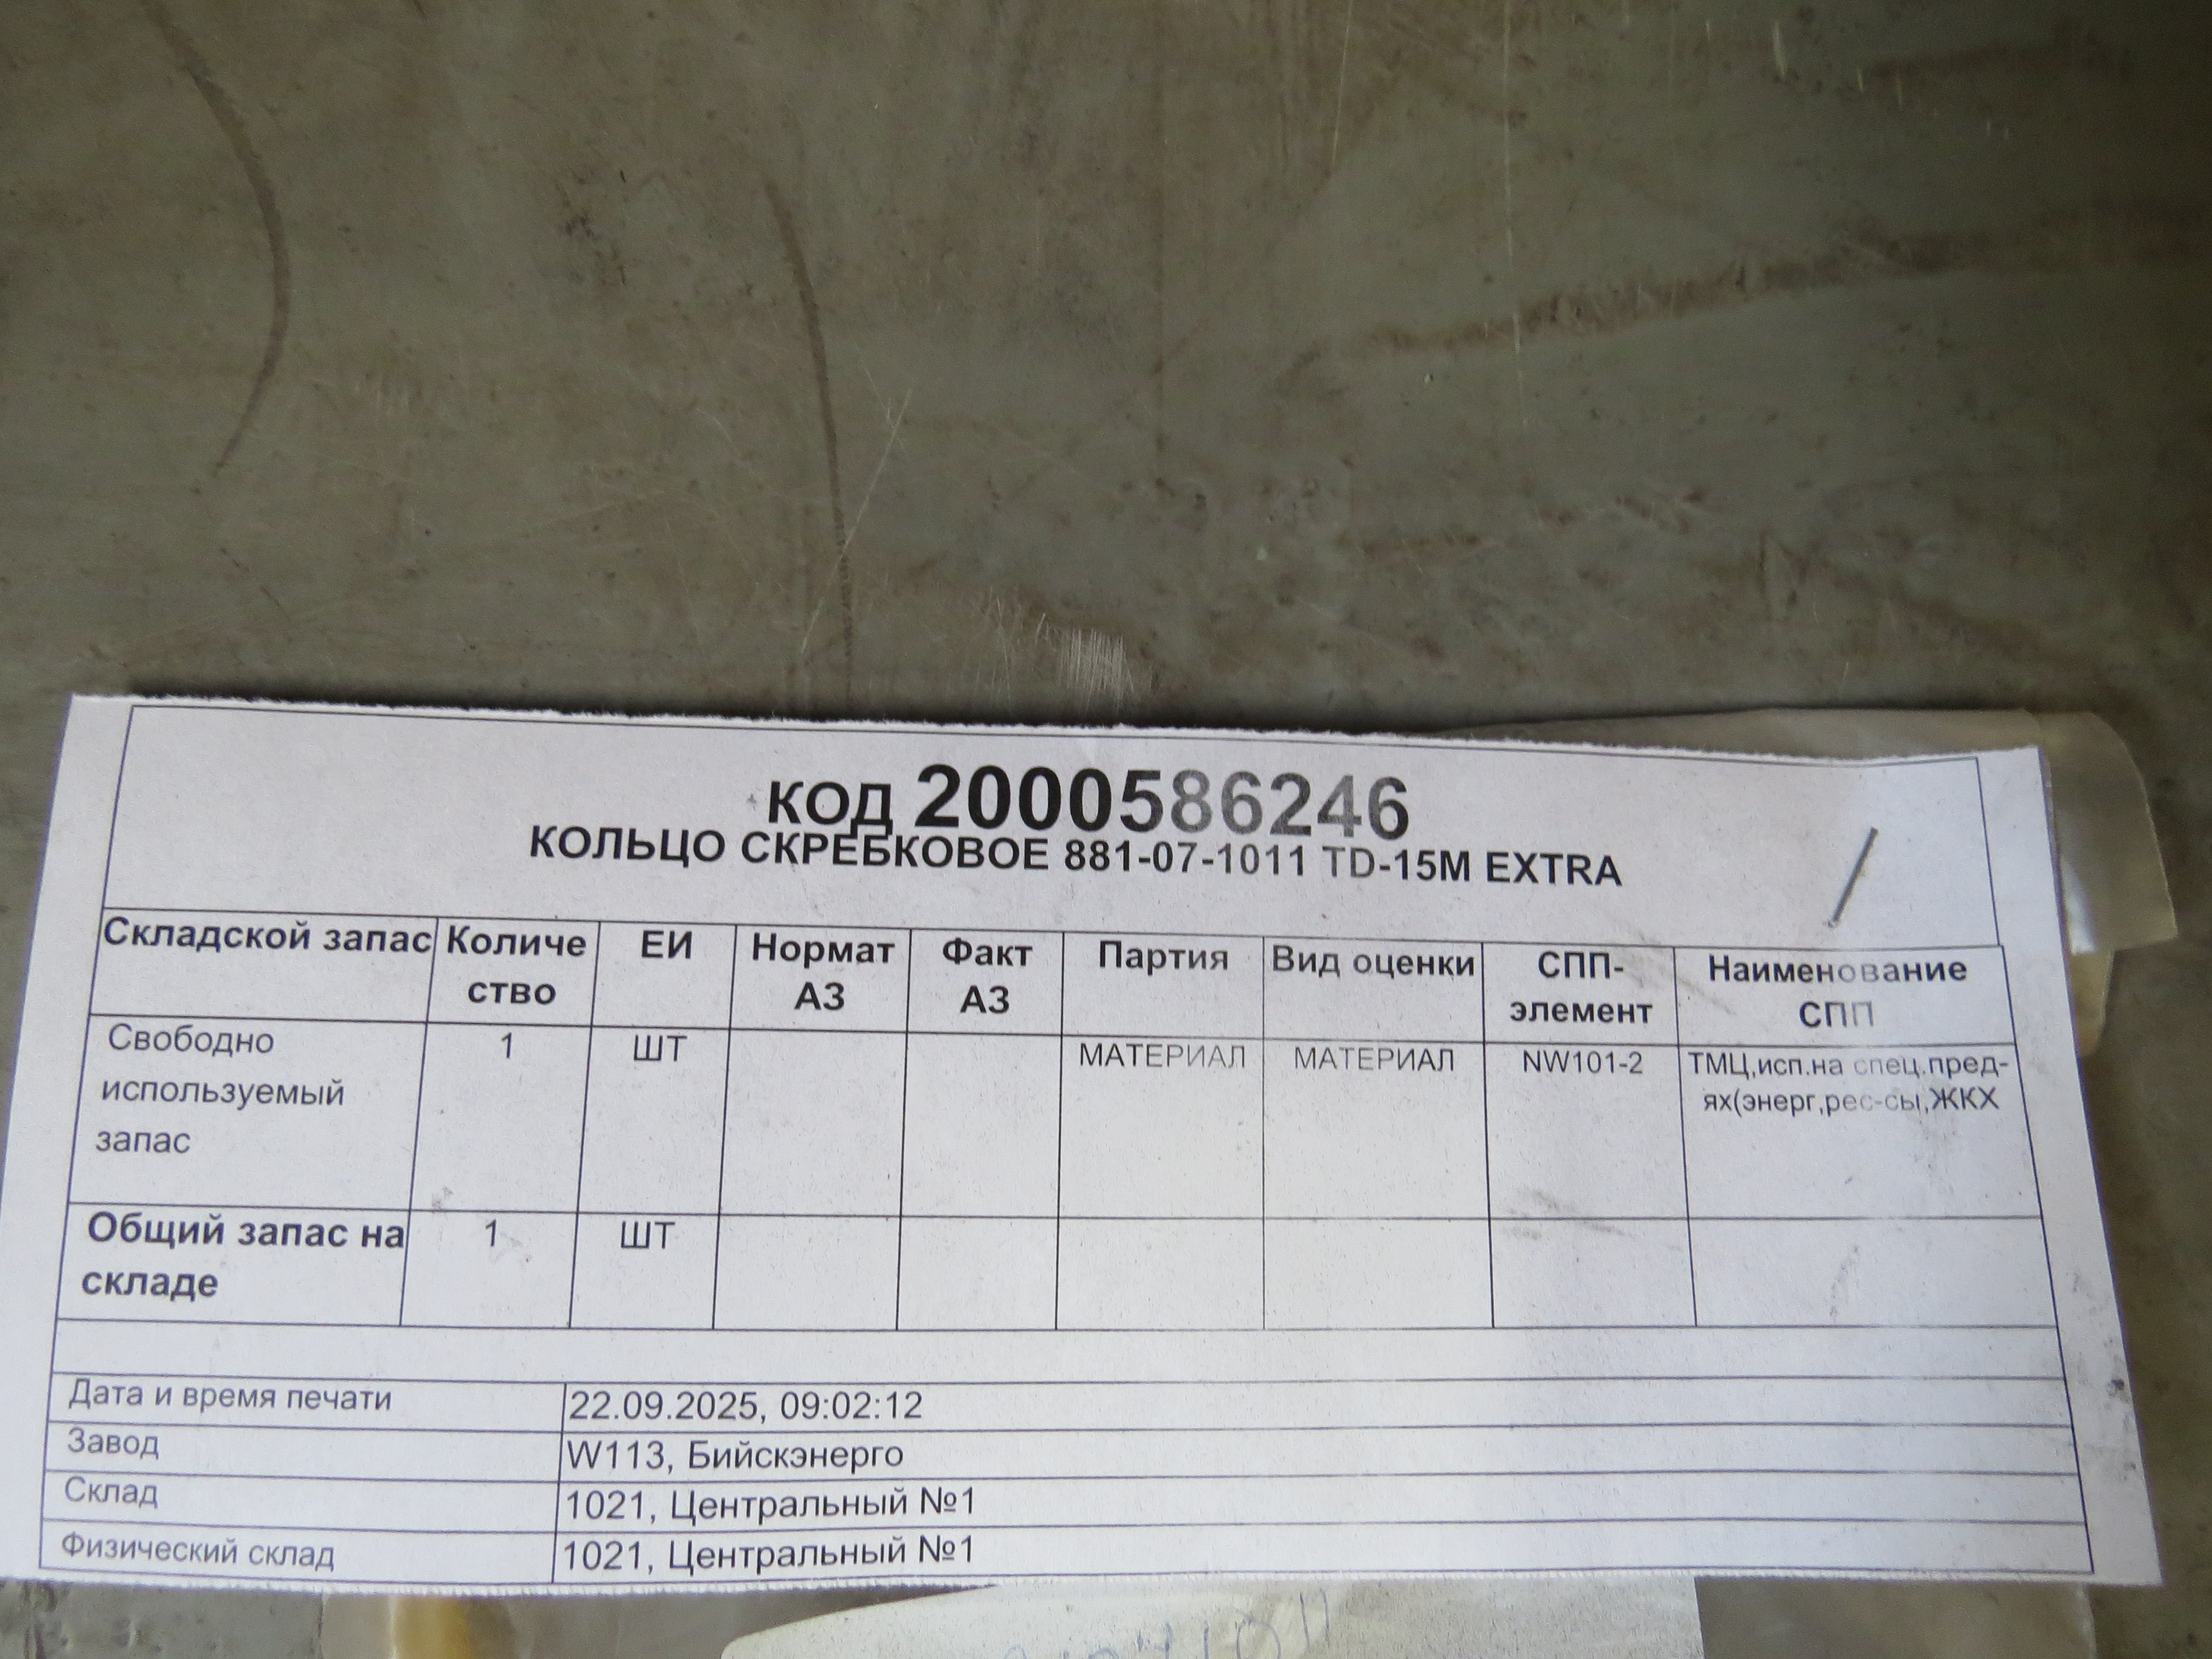 КОД 2000586246
КОЛЬЦО СКРЕБКОВОЕ 881-07-1011 TD-15M EXTRA
Складской запас Количе ЕИ Нормат Факт Партия Вид оценки СПП- Наименование
ство АЗ АЗ элемент СПП
Свободно 1 ШТ МАТЕРИАЛ МАТЕРИАЛ NW101-2 ТМЦ,исп.на спец.пред-
используемый ях(энерг,рес-сы,ЖКХ
запас
Общий запас на 1 ШТ
складе
Дата и время печати 22.09.2025, 09:02:12
Завод W113, Бийскэнерго
Склад 1021, Центральный №1
Физический склад 1021, Центральный №1